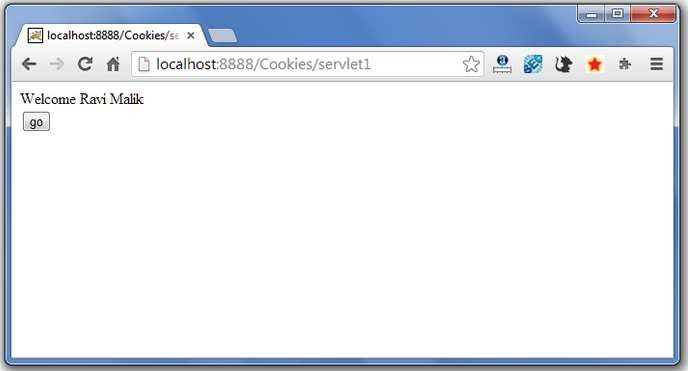 localhost:8888/Cookies/se
localhost:8888/Cookies/servlet1
Welcome Ravi Malik
go